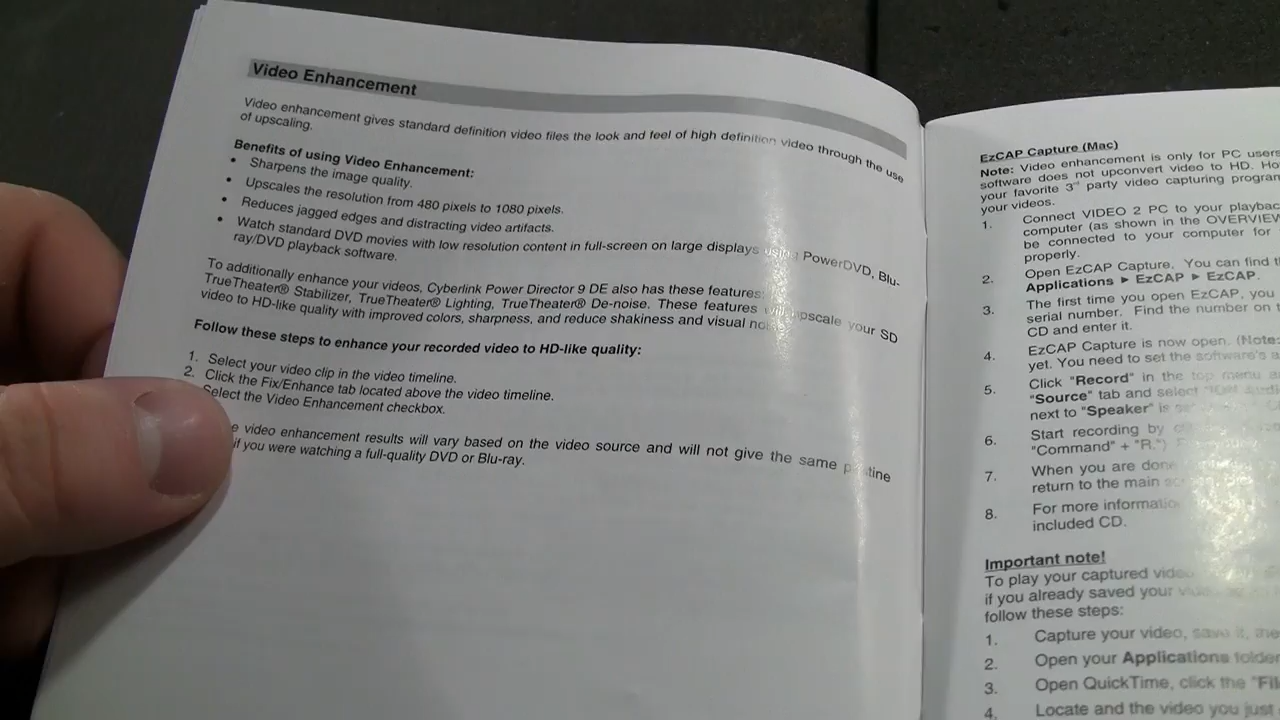 Video Enhancement
Video enhancement gives standard definition video files the look and feel of high definition video through the use
of upscaling.
Benefits of using Video Enhancement:
• Sharpens the image quality.
• Upscales the resolution from 480 pixels to 1080 pixels.
• Reduces jagged edges and distracting video artifacts.
• Watch standard DVD movies with low resolution content in full-screen on large displays using PowerDVD, Blu-
ray/DVD playback software.
To additionally enhance your videos, Cyberlink Power Director 9 DE also has these features:
TrueTheater® Stabilizer, TrueTheater® Lighting, TrueTheater® De-noise. These features will upscale your SD
video to HD-like quality with improved colors, sharpness, and reduce shakiness and visual
Follow these steps to enhance your recorded video to HD-like quality:
1. Select your video clip in the video timeline.
2. Click the Fix/Enhance tab located above the video timeline.
Select the Video Enhancement checkbox.
video enhancement results will vary based on the video source and will not give the same
if you were watching a full-quality DVD or Blu-ray.
EzCAP Capture (Mac)
Note: Video enhancement is only for PC users
software does not upconvert video to HD.
your favorite 3rd party video capturing
your videos.
1. Connect VIDEO 2 PC to your
computer (as shown in the
be connected to your computer for
properly.
2. Open EzCAP Capture. You can find
Applications ► EzCAP ► EzCAP.
3. The first time you open EzCAP, you
serial number. Find the number on
CD and enter it.
4. EzCAP Capture is now open. (Note:
yet. You need to set the software's
5. Click "Record" in the top menu
"Source" tab and select
next to "Speaker" is
6. Start recording by
"Command" + "R.")
7. When you are done
return to the main
8. For more information
included CD.
Important note!
To play your captured video
if you already saved your
follow these steps:
1. Capture your video, save it,
2. Open your Applications folder
3. Open QuickTime, click the
4. Locate and the video you just